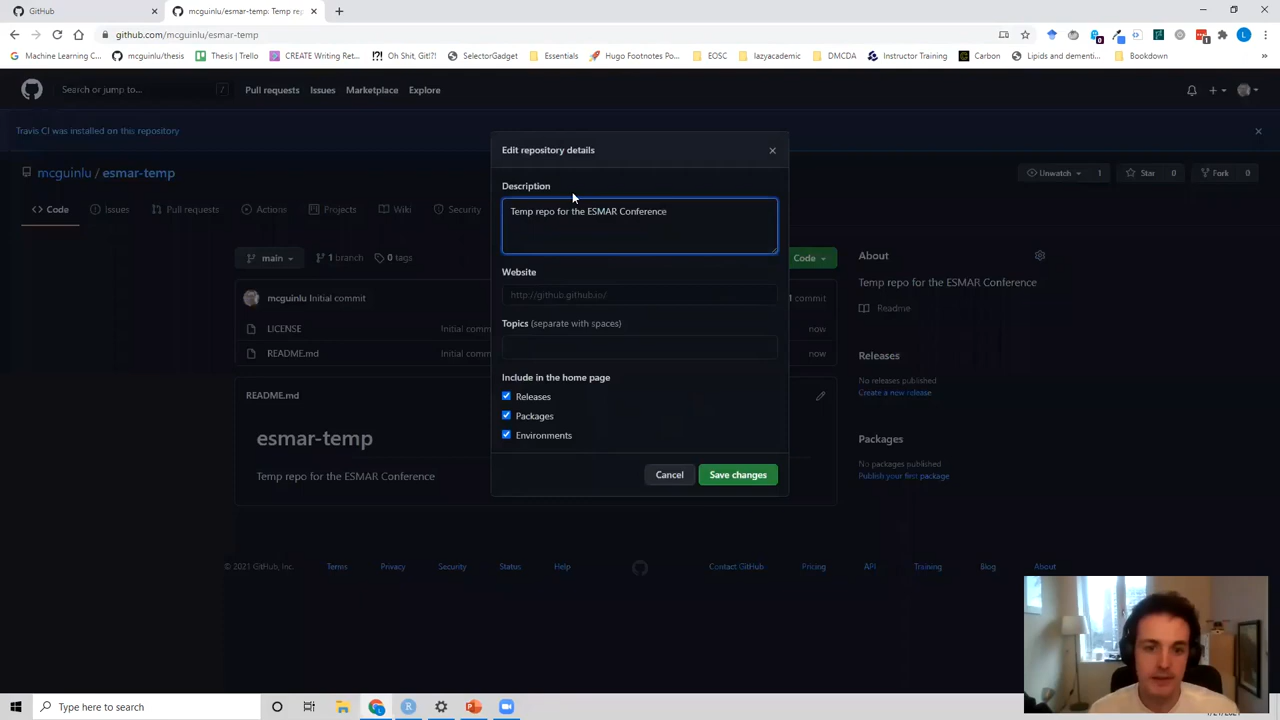 GitHub
mcguinlu/esmar-temp: Temp rep
github.com/mcguinlu/esmar-temp
Machine Learning C...
mcguinlu/thesis
Thesis | Trello
CREATE Writing Ret...
Oh Shit, Git!?!
SelectorGadget
Essentials
Hugo Footnotes Po...
EOSC
lazyacademic
DMCDA
Instructor Training
Carbon
Lipids and dementi...
Bookdown
Search or jump to...
/
Pull requests
Issues
Marketplace
Explore
Travis CI was installed on this repository
mcguinlu / esmar-temp
Unwatch
1
Star
0
Fork
0
Code
Issues
Pull requests
Actions
Projects
Wiki
Security
main
1 branch
0 tags
Code
mcguinlu Initial commit
commit
LICENSE
Initial comm
now
README.md
Initial comm
now
README.md
esmar-temp
Temp repo for the ESMAR Conference
Edit repository details
Description
Temp repo for the ESMAR Conference
Website
http://github.github.io/
Topics (separate with spaces)
Include in the home page
Releases
Packages
Environments
Cancel
Save changes
About
Temp repo for the ESMAR Conference
Readme
Releases
No releases published
Create a new release
Packages
No packages published
Publish your first package
© 2021 GitHub, Inc.
Terms
Privacy
Security
Status
Help
Contact GitHub
Pricing
API
Training
Blog
About
Type here to search